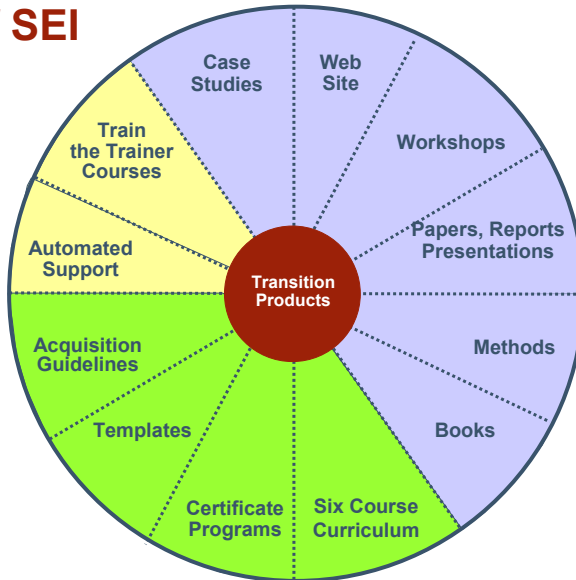 SEI
Case
Studies
Web
Site
Workshops
Papers, Reports
Presentations
Methods
Books
Six Course
Curriculum
Certificate
Programs
Templates
Acquisition
Guidelines
Automated
Support
Train
the Trainer
Courses
Transition
Products